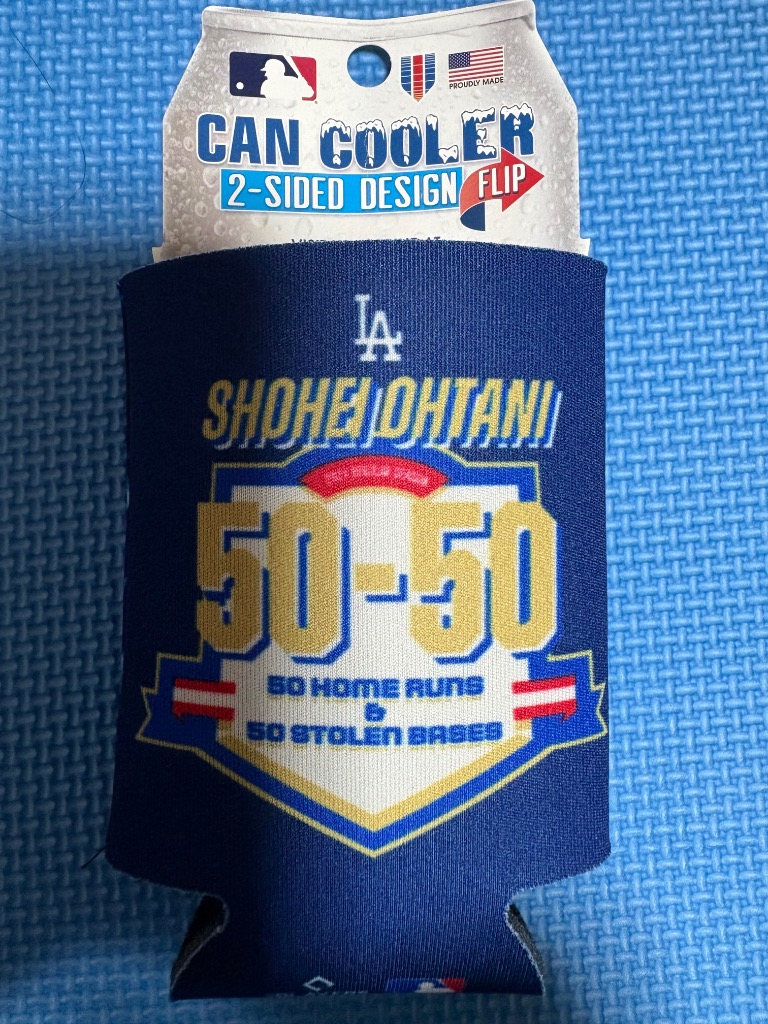 PROUDLY MADE
CAN COOLER
2-SIDED DESIGN
FLIP
LA
SHOHEI OHTANI
50-50
50 HOME RUNS
&
50 STOLEN BASES